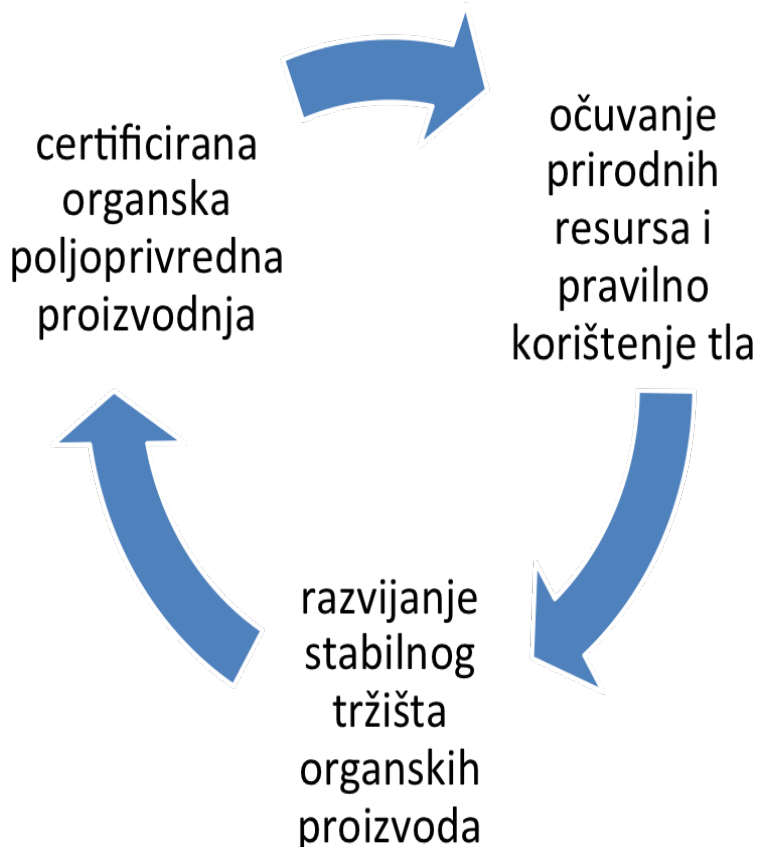 certificirana
organska
poljoprivredna
proizvodnja
očuvanje
prirodnih
resursa i
pravilno
korištenje tla
razvijanje
stabilnog
tržišta
organskih
proizvoda